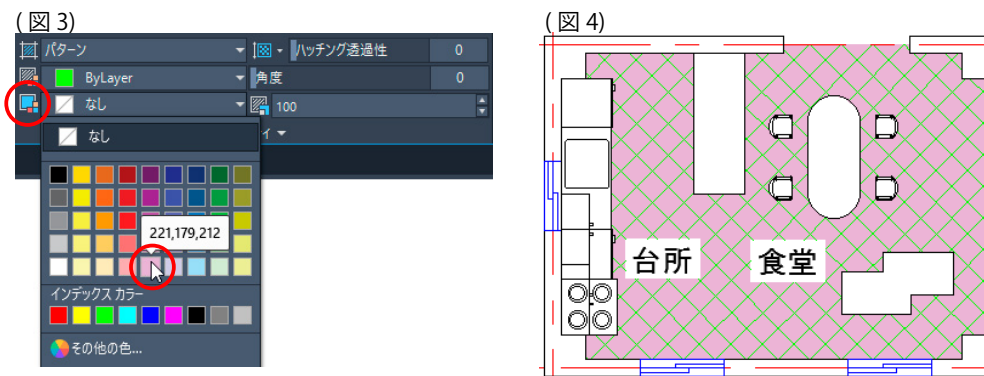 (図3)
(図4)
パターン
ハッチング透過性
0
ByLayer
角度
0
なし
100
なし
ィ
221,179,212
インデックス カラー
その他の色...
台所
食堂